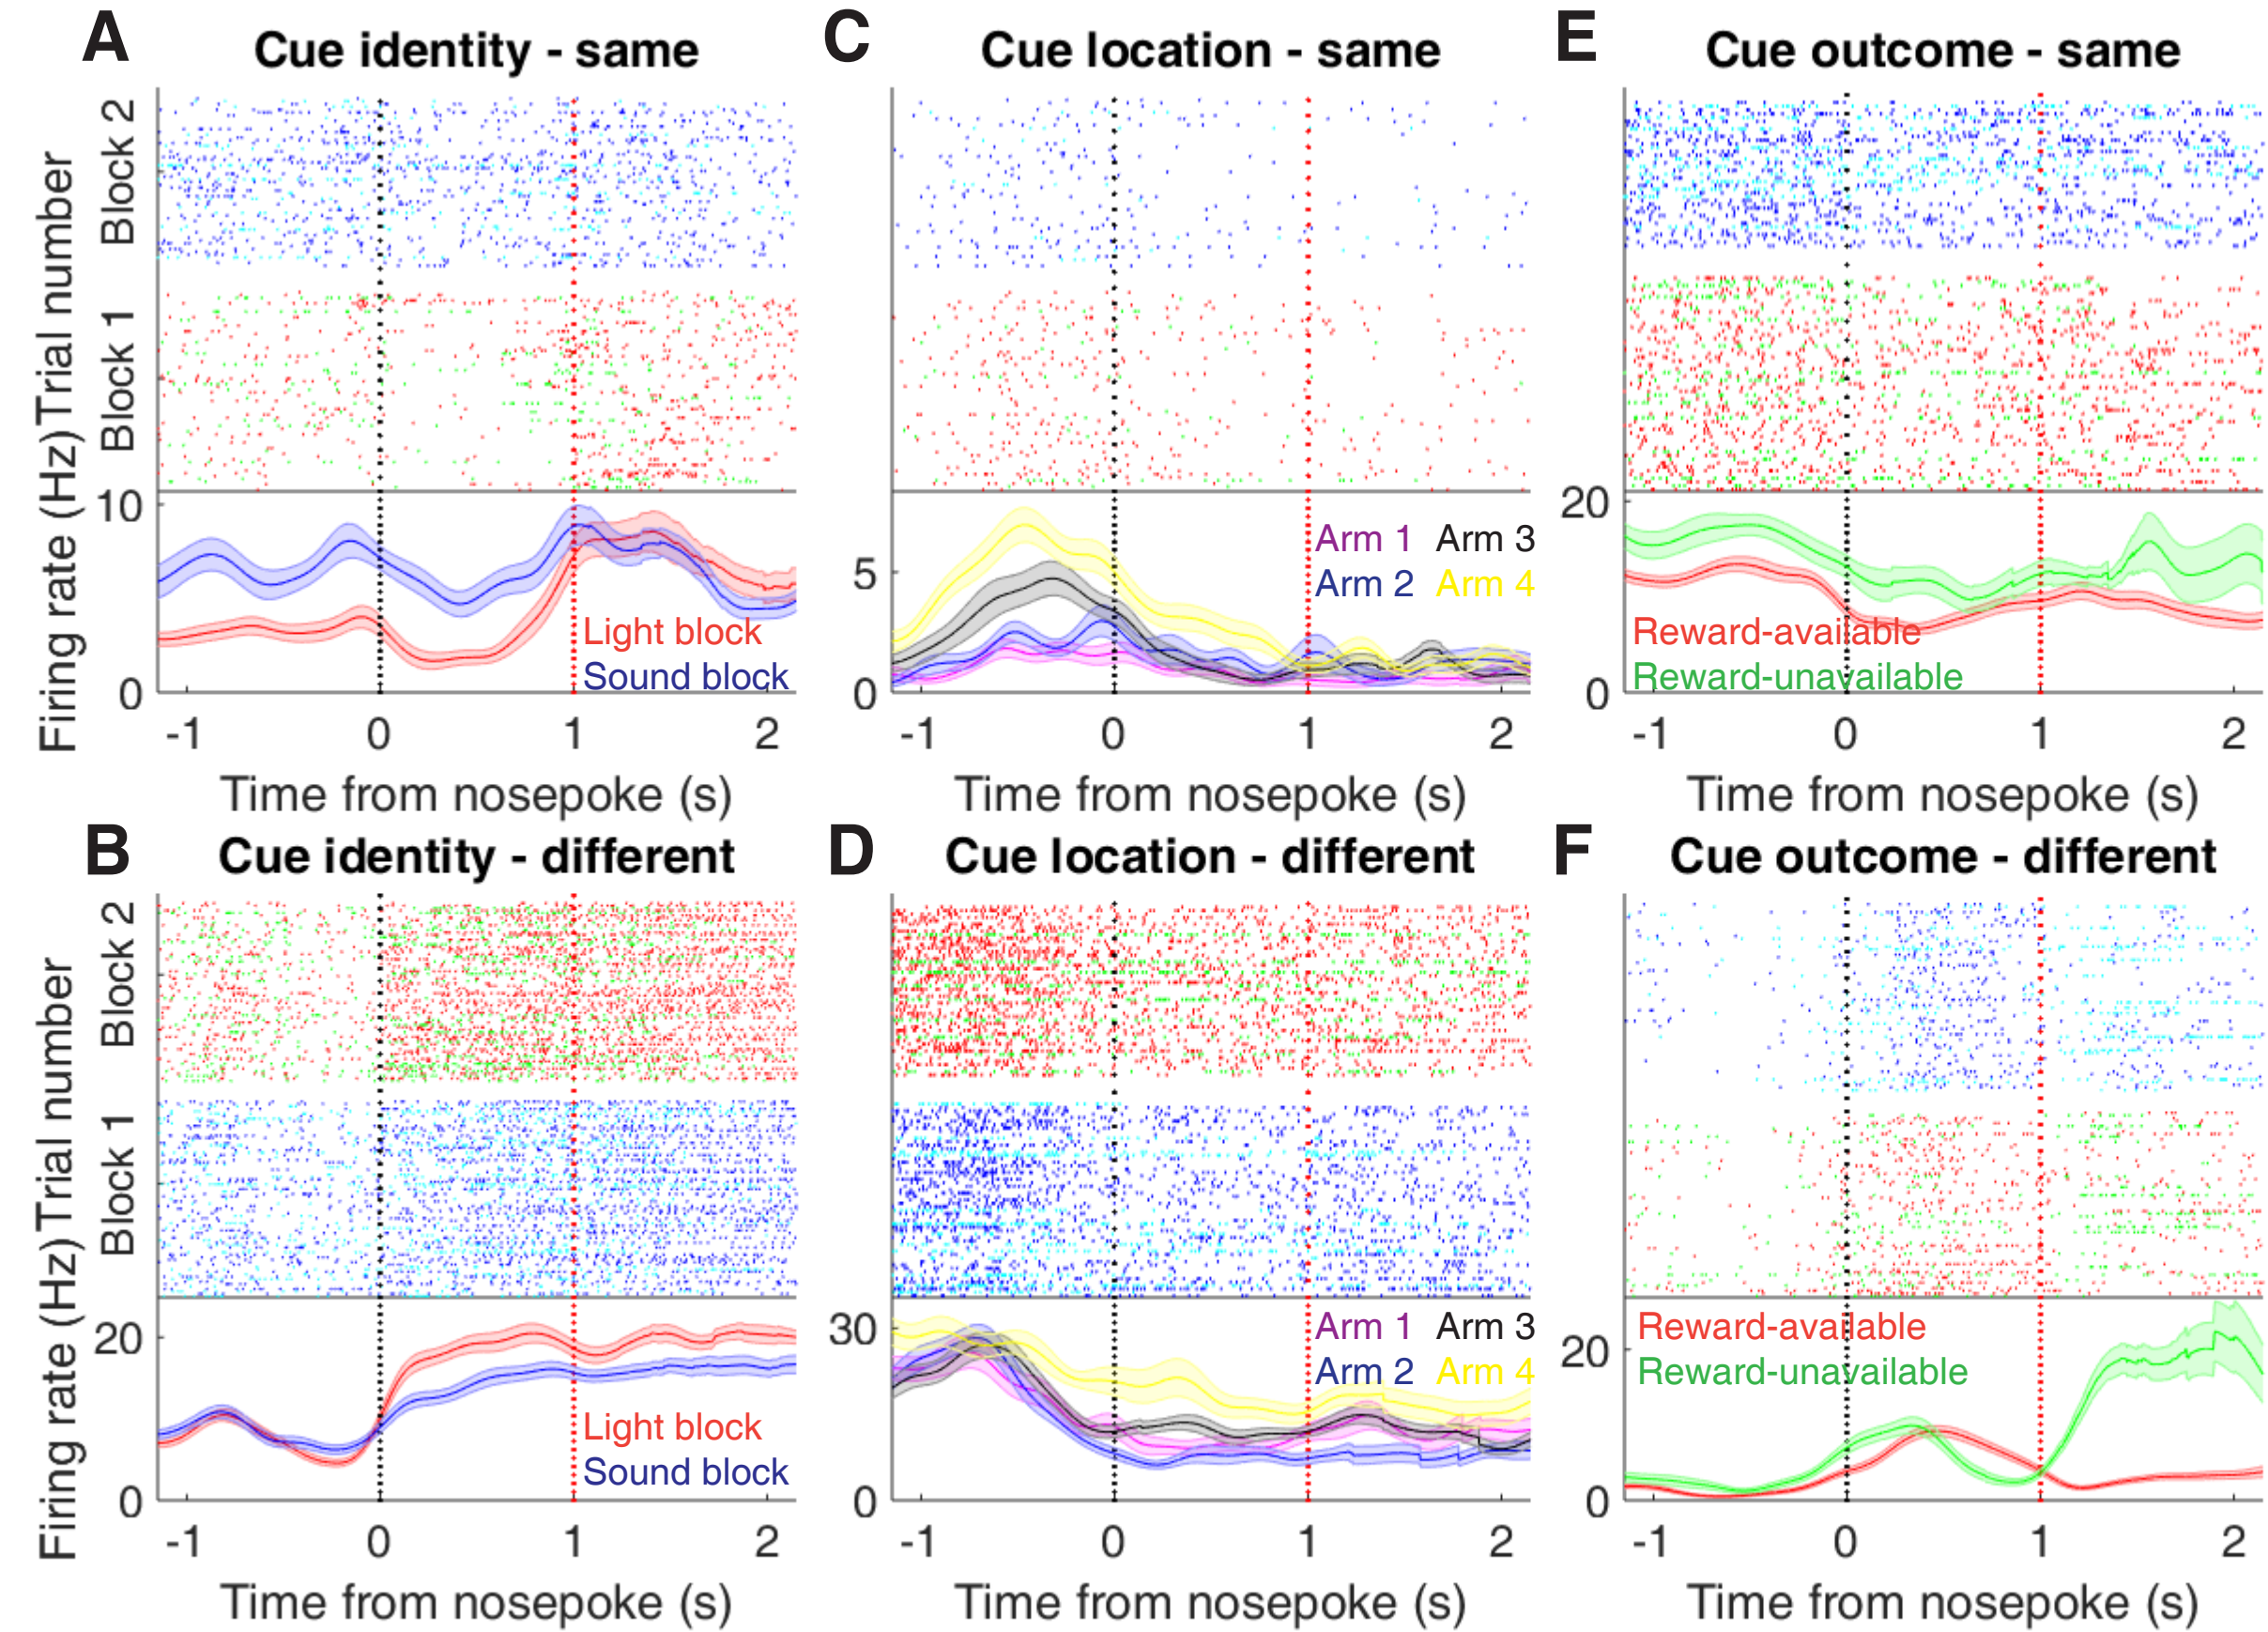 A
Cue identity - same
Trial number
Block 2
Block 1
Firing rate (Hz)
10
0
Light block
Sound block
-1 0 1 2
Time from nosepoke (s)
C
Cue location - same
5
0
Arm 1 Arm 3
Arm 2 Arm 4
-1 0 1 2
Time from nosepoke (s)
E
Cue outcome - same
20
0
Reward-available
Reward-unavailable
-1 0 1 2
Time from nosepoke (s)
B
Cue identity - different
Trial number
Block 2
Block 1
Firing rate (Hz)
20
0
Light block
Sound block
-1 0 1 2
Time from nosepoke (s)
D
Cue location - different
30
0
Arm 1 Arm 3
Arm 2 Arm 4
-1 0 1 2
Time from nosepoke (s)
F
Cue outcome - different
Reward-available
20
Reward-unavailable
0
-1 0 1 2
Time from nosepoke (s)